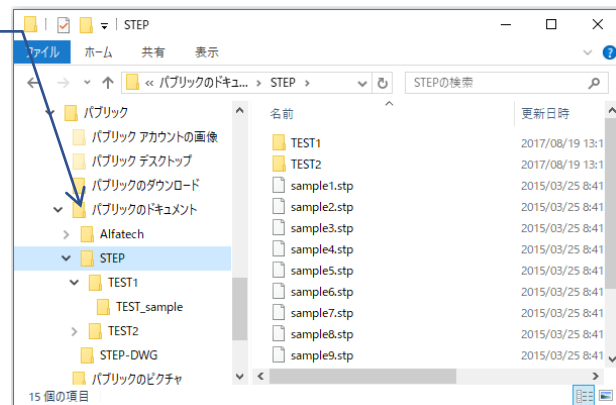 STEP
ファイル ホーム 共有 表示
« パブリックのドキュ... > STEP > STEPの検索
パブリック
パブリック アカウントの画像
パブリック デスクトップ
パブリックのダウンロード
パブリックのドキュメント
Alfatech
STEP
TEST1
TEST_sample
TEST2
STEP-DWG
パブリックのピクチャ
名前 更新日時
TEST1 2017/08/19 13:1
TEST2 2017/08/19 13:1
sample1.stp 2015/03/25 8:41
sample2.stp 2015/03/25 8:41
sample3.stp 2015/03/25 8:41
sample4.stp 2015/03/25 8:41
sample5.stp 2015/03/25 8:41
sample6.stp 2015/03/25 8:41
sample7.stp 2015/03/25 8:41
sample8.stp 2015/03/25 8:41
sample9.stp 2015/03/25 8:41
15 個の項目